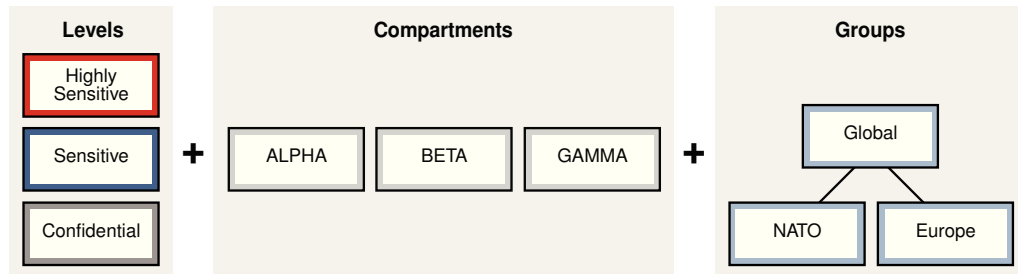 Levels
Highly
Sensitive
Sensitive
Confidential
+
Compartments
ALPHA
BETA
GAMMA
+
Groups
Global
NATO
Europe